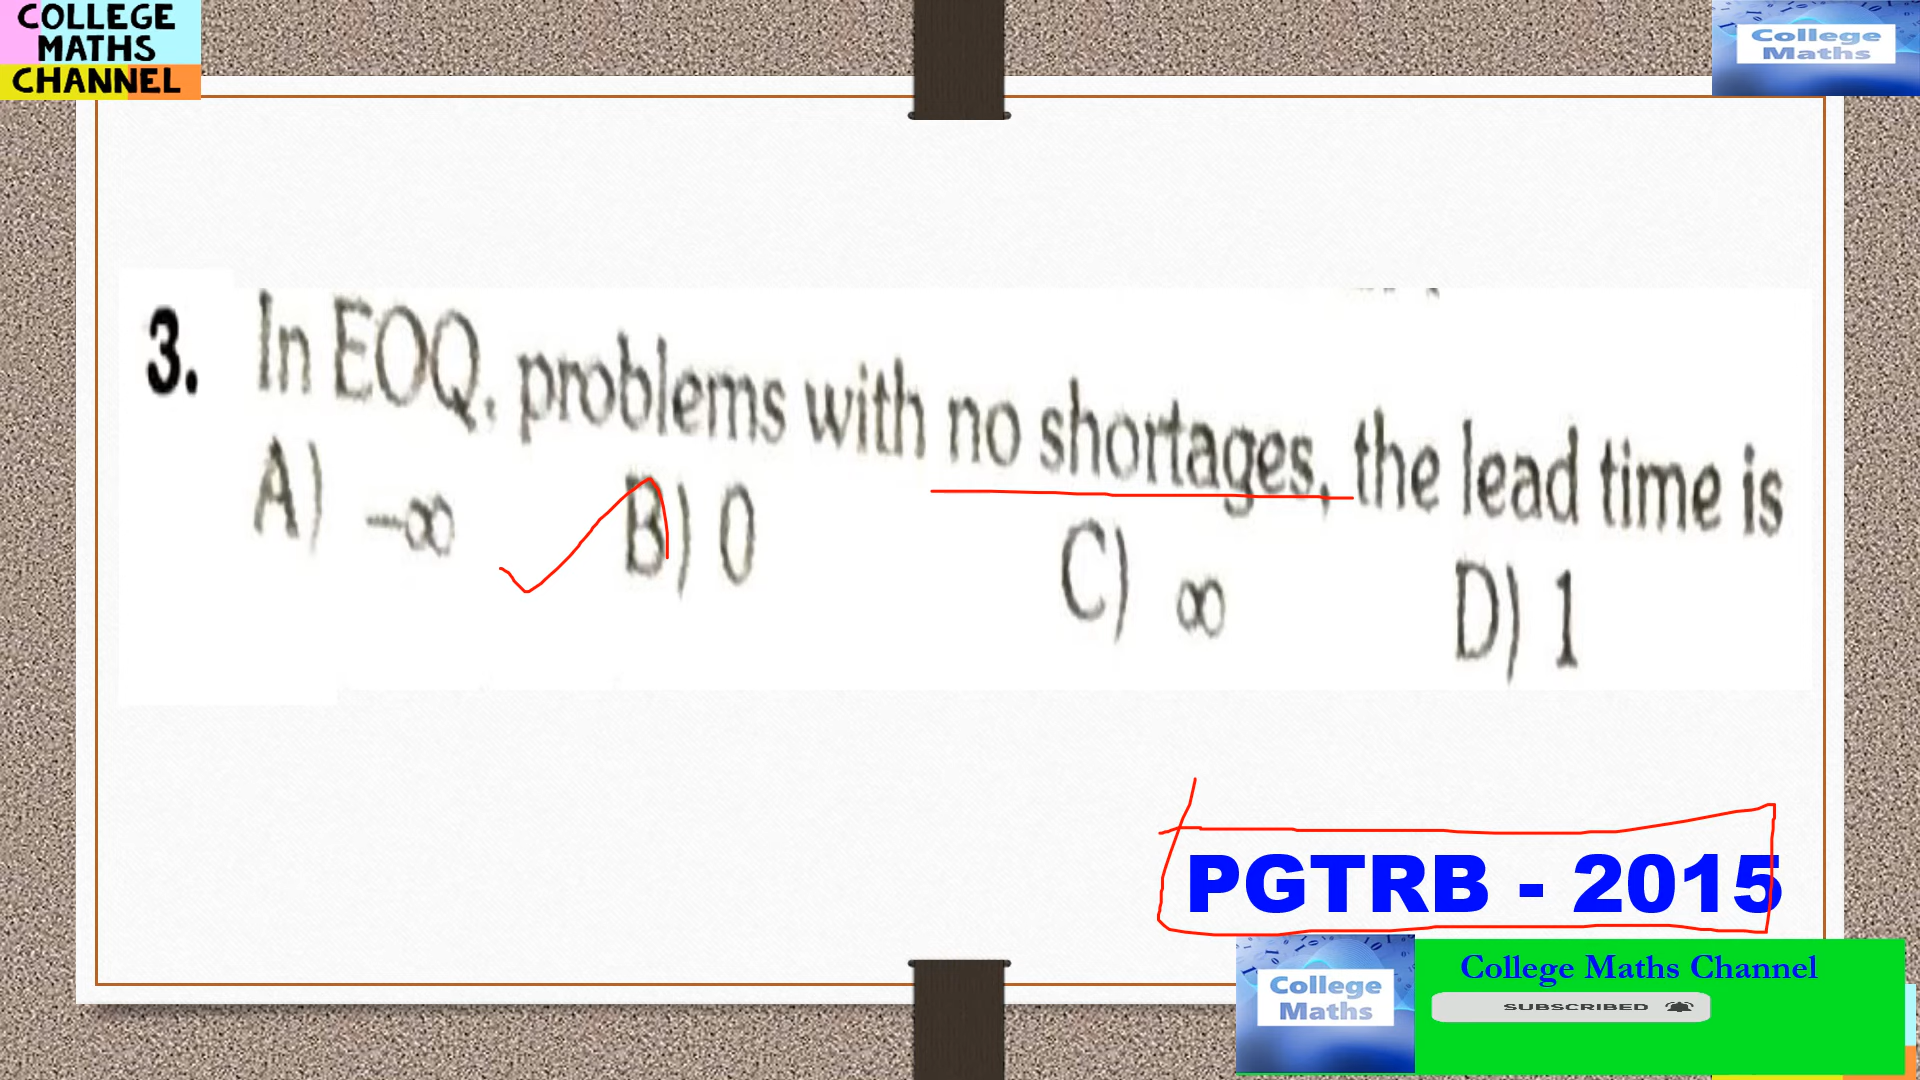 COLLEGE
MATHS
CHANNEL
College
Maths
3. In EOQ, problems with no shortages, the lead time is
A) -∞ B) 0 C) ∞ D) 1
PGTRB - 2015
College
Maths
College Maths Channel
SUBSCRIBED